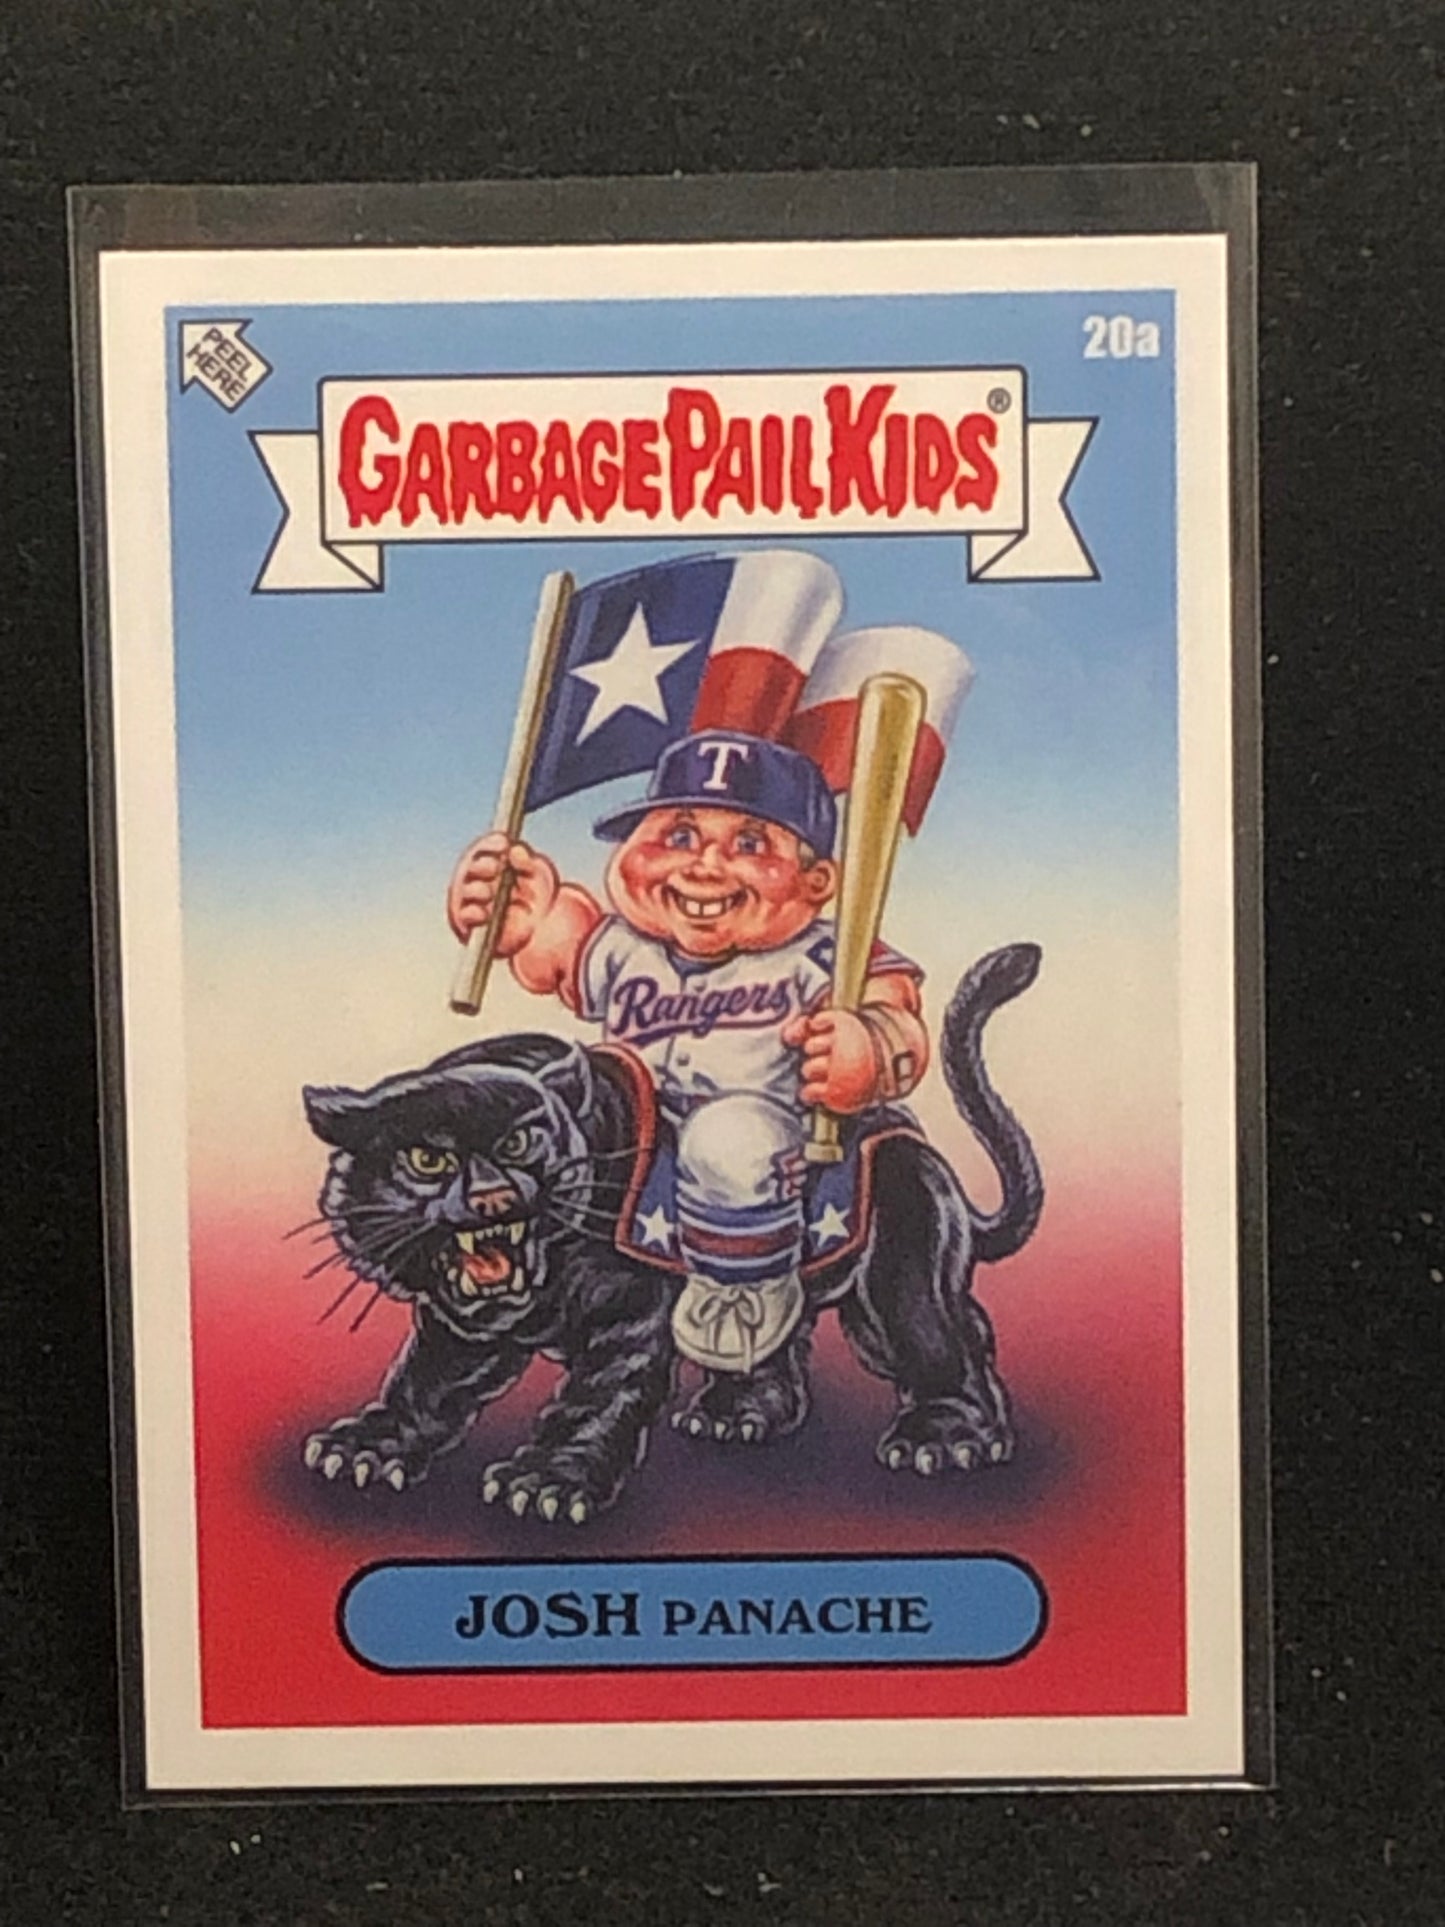 PEEL
HERE
20a
GARBAGE PAIL KIDS®
T
Rangers
JOSH PANACHE